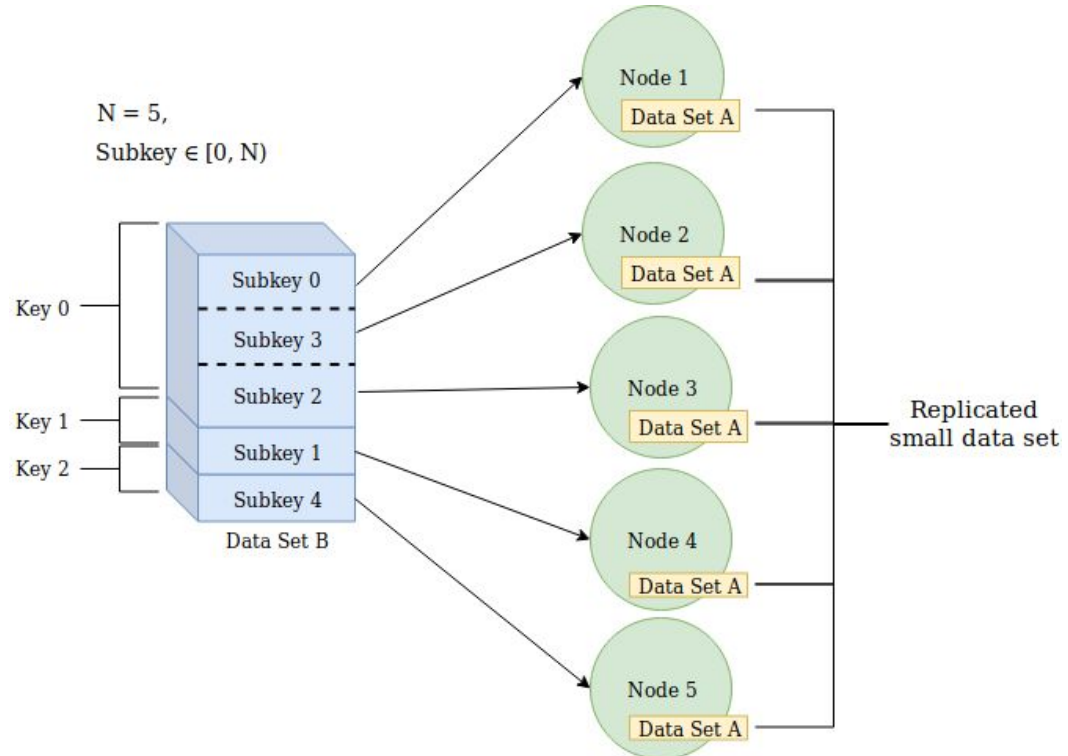 N = 5,
Subkey ∈ [0, N)
Key 0
Key 1
Key 2
Subkey 0
Subkey 3
Subkey 2
Subkey 1
Subkey 4
Data Set B
Node 1
Data Set A
Node 2
Data Set A
Node 3
Data Set A
Node 4
Data Set A
Node 5
Data Set A
Replicated
small data set